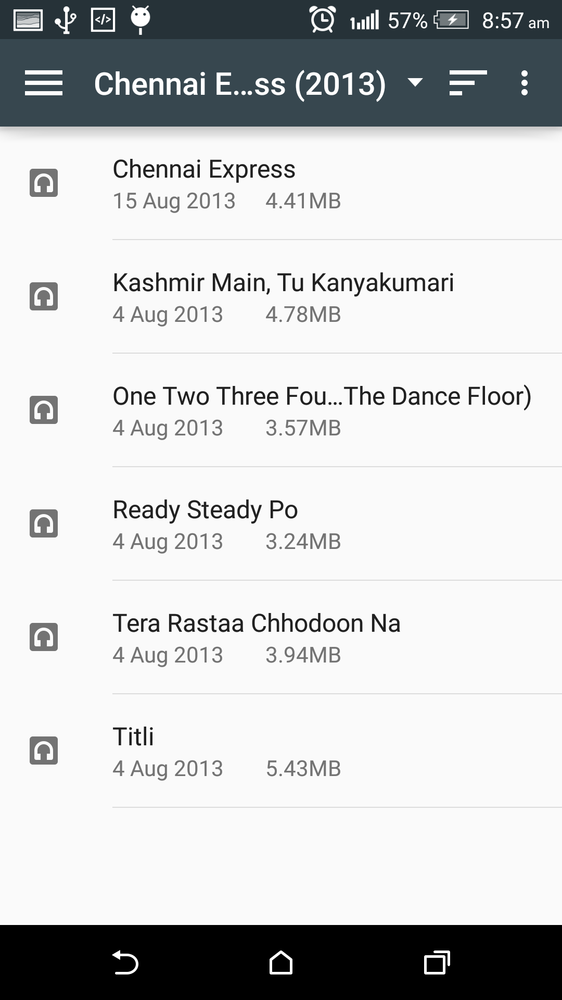 57% 8:57 am
Chennai E...ss (2013)
Chennai Express
15 Aug 2013 4.41MB
Kashmir Main, Tu Kanyakumari
4 Aug 2013 4.78MB
One Two Three Fou...The Dance Floor)
4 Aug 2013 3.57MB
Ready Steady Po
4 Aug 2013 3.24MB
Tera Rastaa Chhodoon Na
4 Aug 2013 3.94MB
Titli
4 Aug 2013 5.43MB